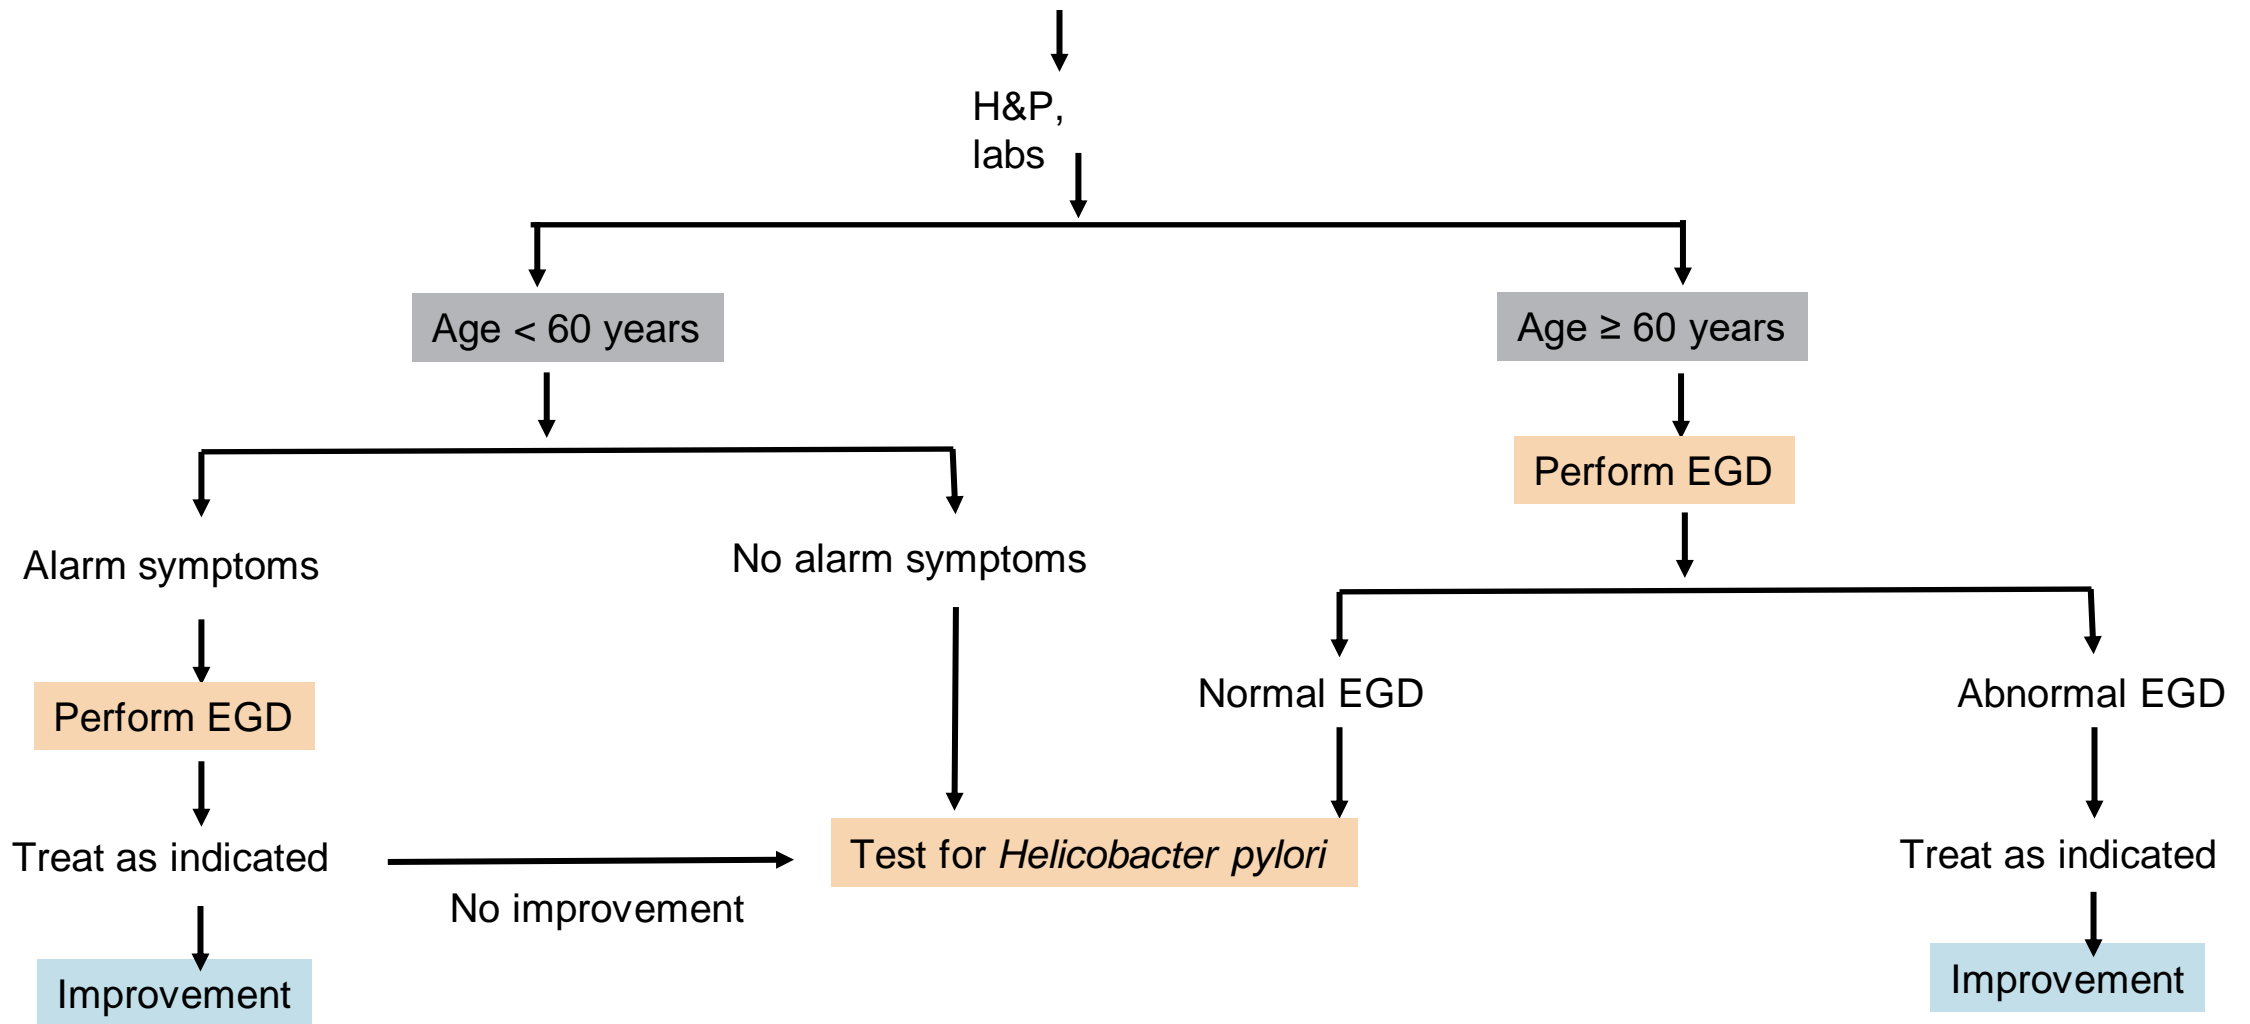 H&P,
labs
Age < 60 years
Age ≥ 60 years
Perform EGD
Alarm symptoms
No alarm symptoms
Normal EGD
Abnormal EGD
Perform EGD
Treat as indicated
Test for Helicobacter pylori
Treat as indicated
No improvement
Improvement
Improvement